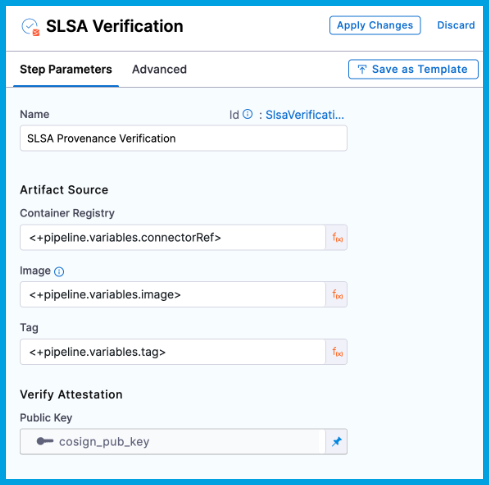 SLSA Verification
Apply Changes Discard
Step Parameters Advanced
Save as Template
Name Id : SlsaVerificati...
SLSA Provenance Verification
Artifact Source
Container Registry
<+pipeline.variables.connectorRef> f(x)
Image
<+pipeline.variables.image> f(x)
Tag
<+pipeline.variables.tag> f(x)
Verify Attestation
Public Key
cosign_pub_key